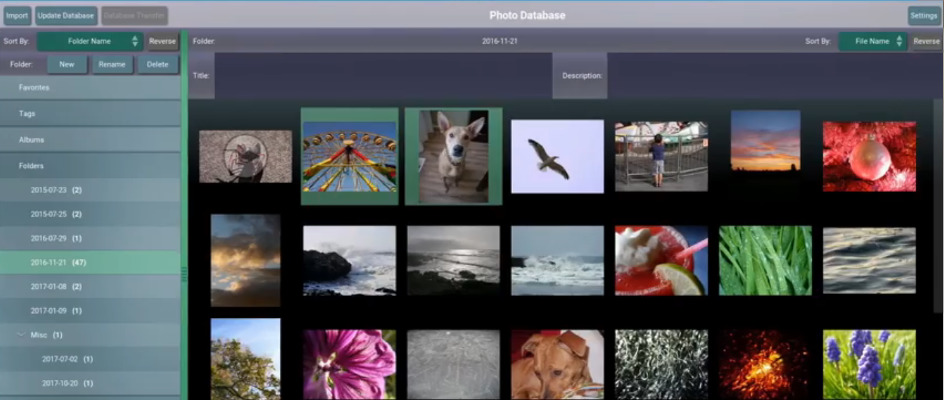 Import Update Database Database Transfer Photo Database Settings
Sort By: Folder Name Reverse Folder: 2016-11-21 Sort By: File Name Reverse
Folder: New Rename Delete
Title: Description:
Favorites
Tags
Albums
Folders
2015-07-23 (2)
2015-07-25 (2)
2016-07-29 (1)
2016-11-21 (47)
2017-01-08 (2)
2017-01-09 (1)
Misc (1)
2017-07-02 (1)
2017-10-20 (1)